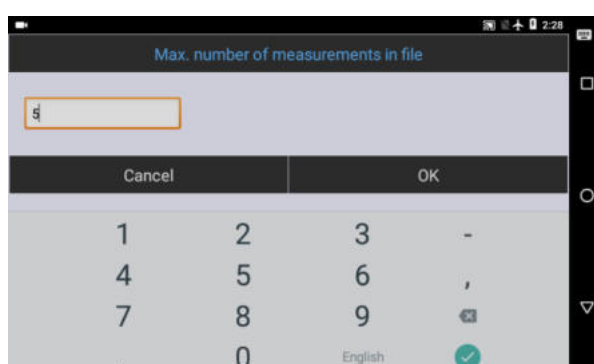 2:28
Max. number of measurements in file
5
Cancel OK
1 2 3 -
4 5 6 ,
7 8 9
. 0 English